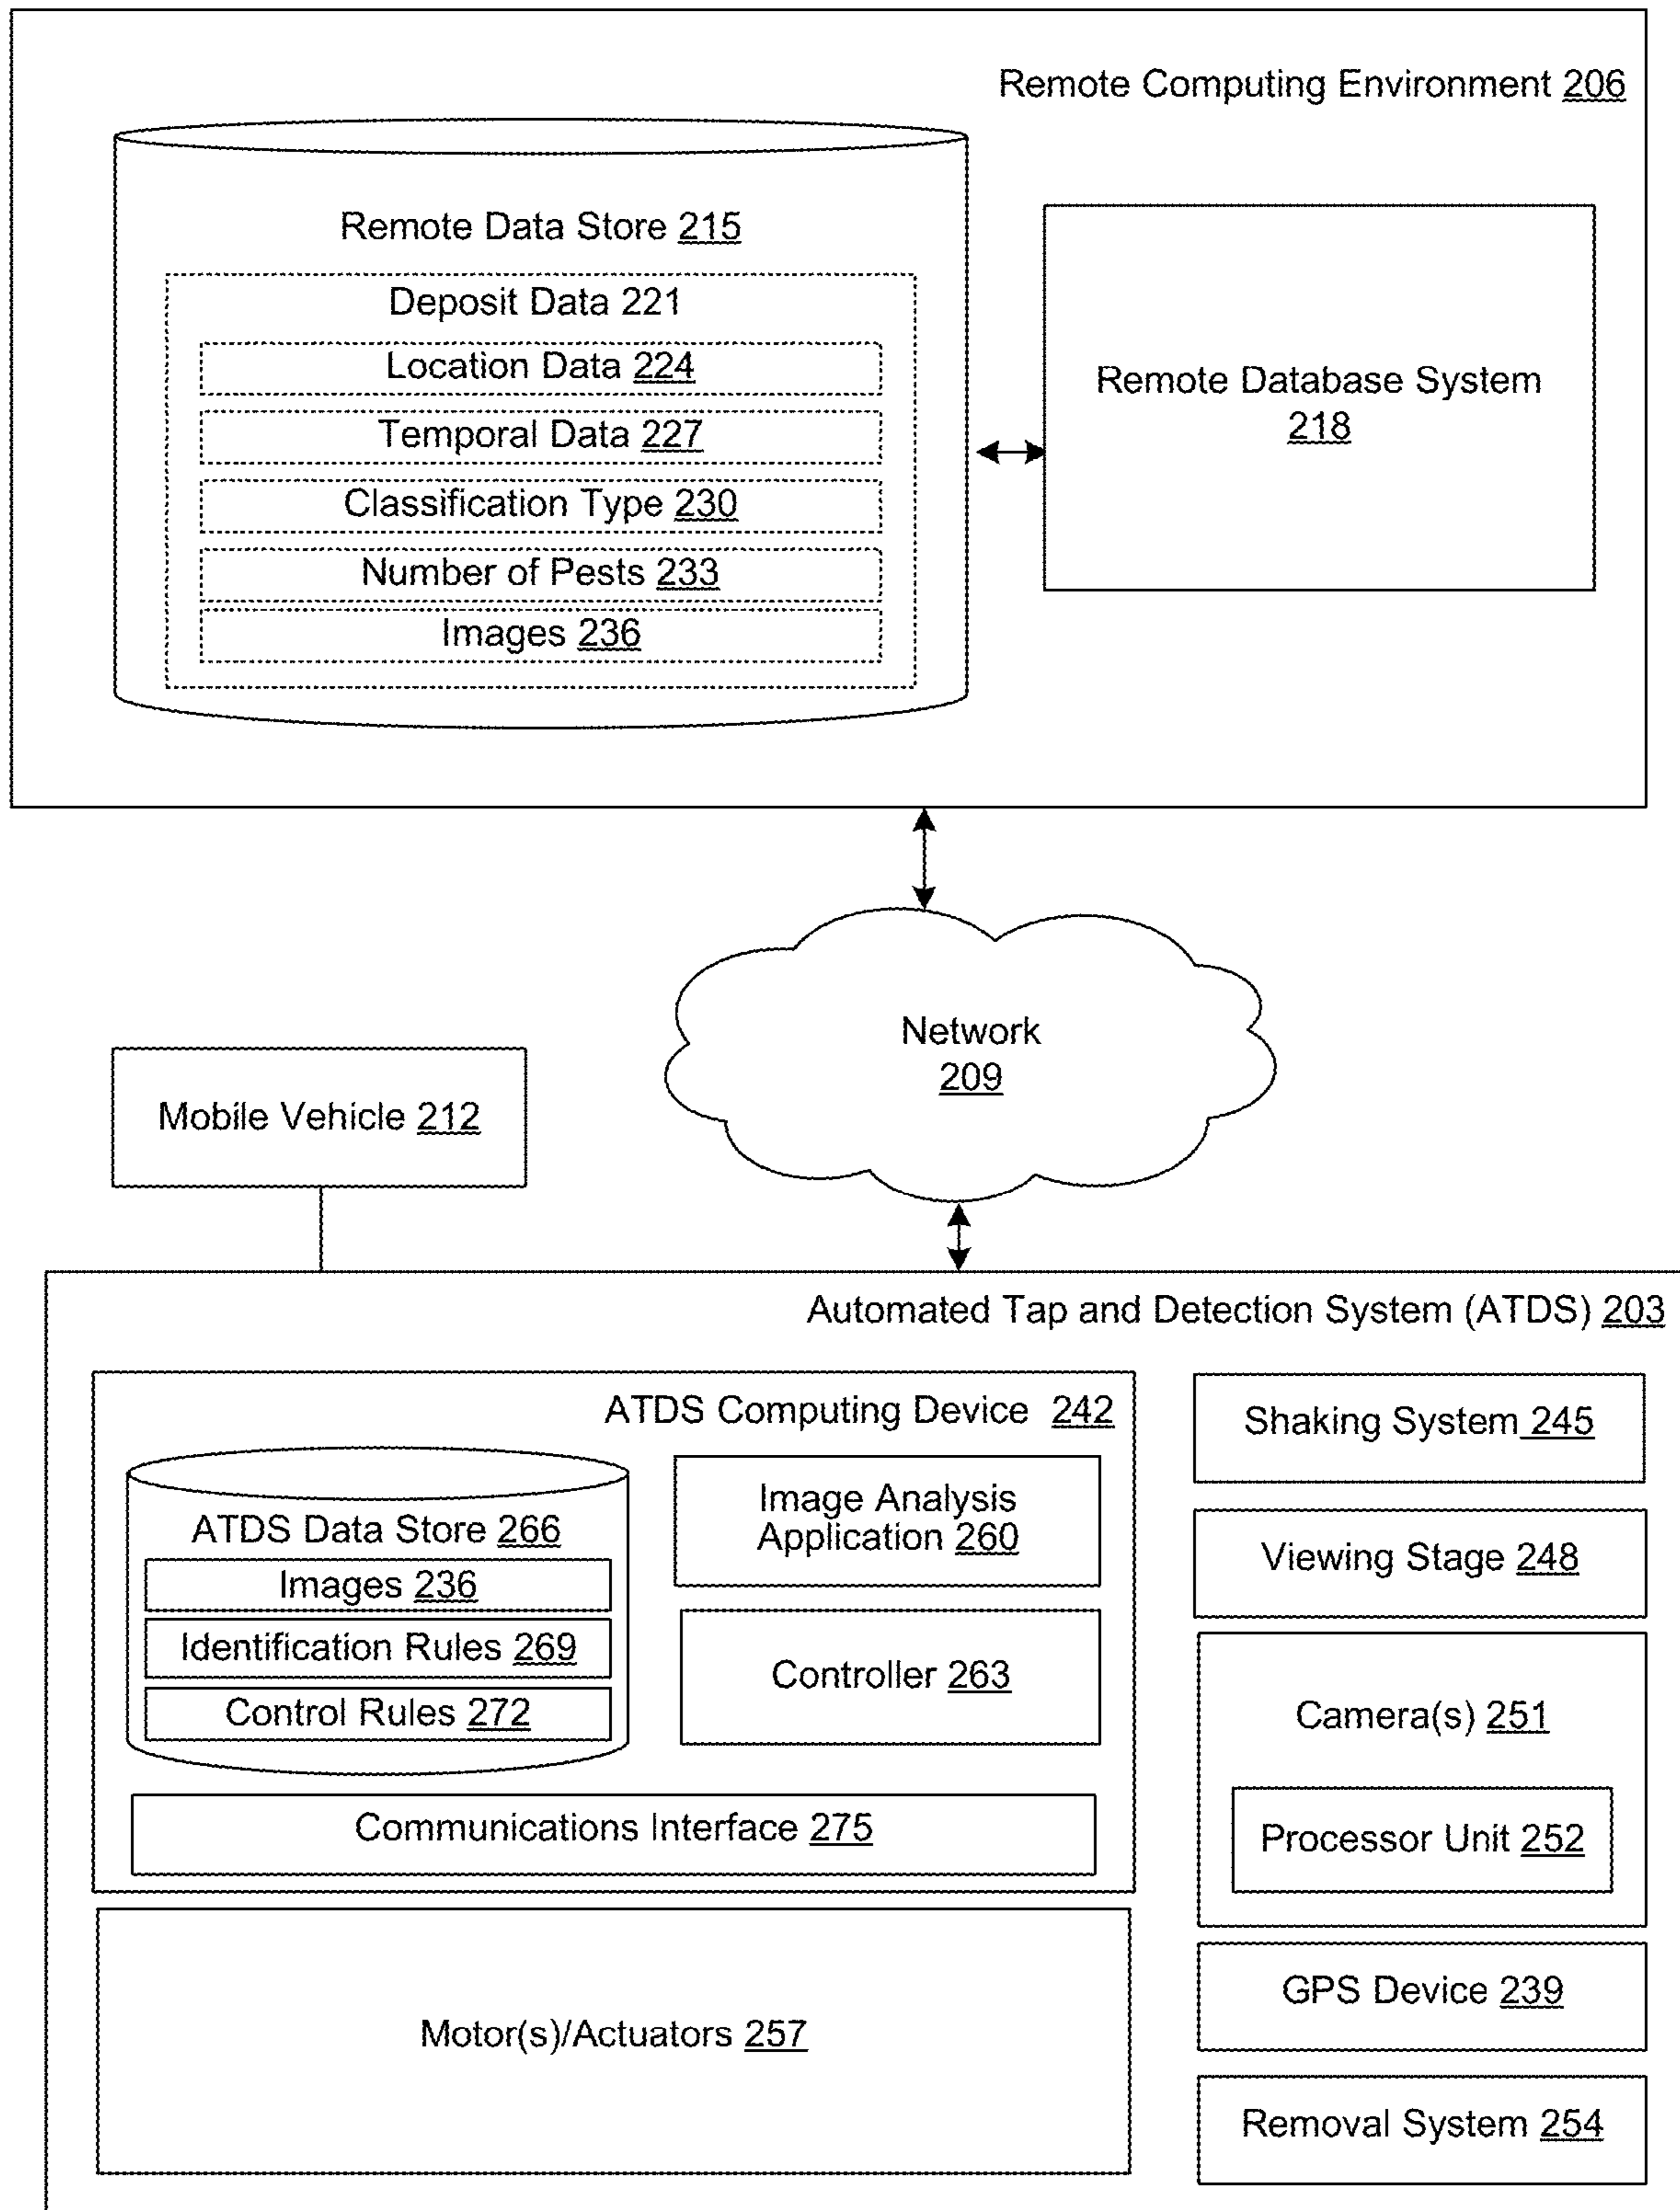 Remote Computing Environment 206
Remote Data Store 215
Deposit Data 221
Location Data 224
Temporal Data 227
Classification Type 230
Number of Pests 233
Images 236
Remote Database System
218
Network
209
Mobile Vehicle 212
Automated Tap and Detection System (ATDS) 203
ATDS Computing Device 242
ATDS Data Store 266
Images 236
Identification Rules 269
Control Rules 272
Image Analysis
Application 260
Controller 263
Communications Interface 275
Motor(s)/Actuators 257
Shaking System 245
Viewing Stage 248
Camera(s) 251
Processor Unit 252
GPS Device 239
Removal System 254